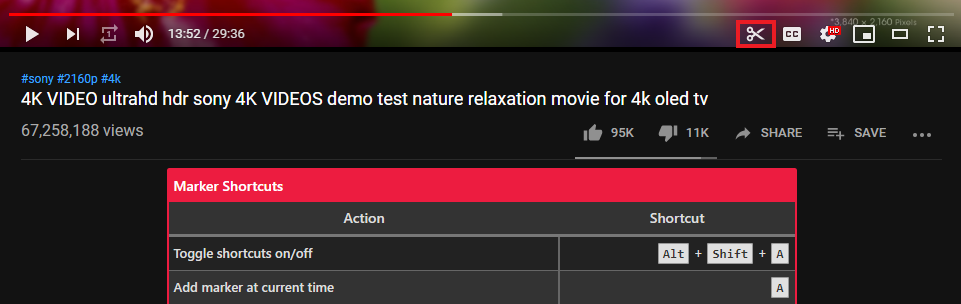 *3,840 × 2,160 Pixels
13:52 / 29:36
CC
HD
#sony #2160p #4k
4K VIDEO ultrahd hdr sony 4K VIDEOS demo test nature relaxation movie for 4k oled tv
67,258,188 views
95K 11K SHARE SAVE
Marker Shortcuts
Action Shortcut
Toggle shortcuts on/off Alt + Shift + A
Add marker at current time A